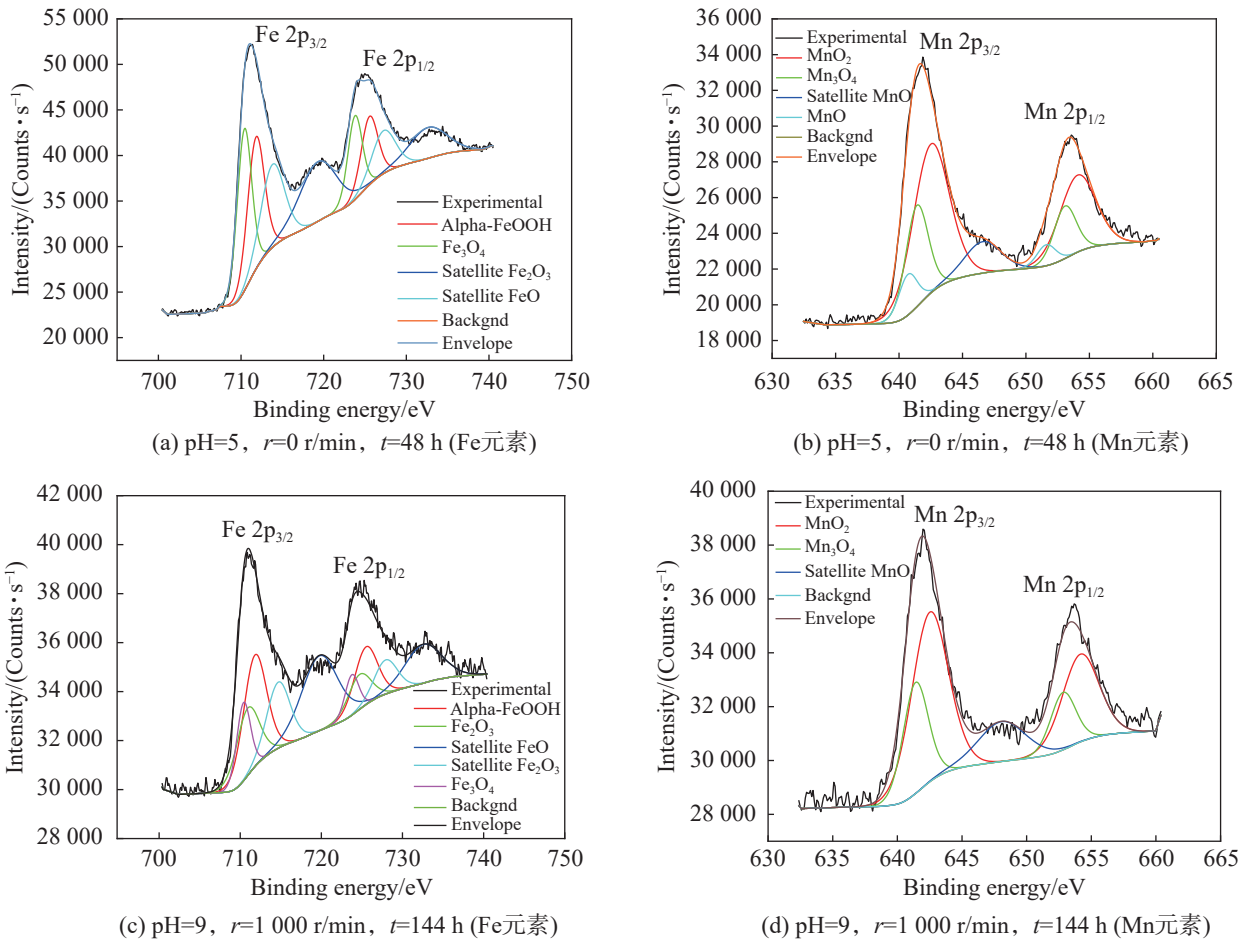 55 000
50 000
45 000
40 000
35 000
30 000
25 000
20 000
Intensity/(Counts·s⁻¹)
Fe 2p₃/₂
Fe 2p₁/₂
Experimental
Alpha-FeOOH
Fe₃O₄
Satellite Fe₂O₃
Satellite FeO
Backgnd
Envelope
700 710 720 730 740 750
Binding energy/eV
(a) pH=5，r=0 r/min，t=48 h (Fe元素)
36 000
34 000
32 000
30 000
28 000
26 000
24 000
22 000
20 000
18 000
Intensity/(Counts·s⁻¹)
Experimental
MnO₂
Mn₃O₄
Satellite MnO
MnO
Backgnd
Envelope
Mn 2p₃/₂
Mn 2p₁/₂
630 635 640 645 650 655 660 665
Binding energy/eV
(b) pH=5，r=0 r/min，t=48 h (Mn元素)
42 000
40 000
38 000
36 000
34 000
32 000
30 000
28 000
Intensity/(Counts·s⁻¹)
Fe 2p₃/₂
Fe 2p₁/₂
Experimental
Alpha-FeOOH
Fe₂O₃
Satellite FeO
Satellite Fe₂O₃
Fe₃O₄
Backgnd
Envelope
700 710 720 730 740 750
Binding energy/eV
(c) pH=9，r=1 000 r/min，t=144 h (Fe元素)
40 000
38 000
36 000
34 000
32 000
30 000
28 000
Intensity/(Counts·s⁻¹)
Experimental
MnO₂
Mn₃O₄
Satellite MnO
Backgnd
Envelope
Mn 2p₃/₂
Mn 2p₁/₂
630 635 640 645 650 655 660 665
Binding energy/eV
(d) pH=9，r=1 000 r/min，t=144 h (Mn元素)